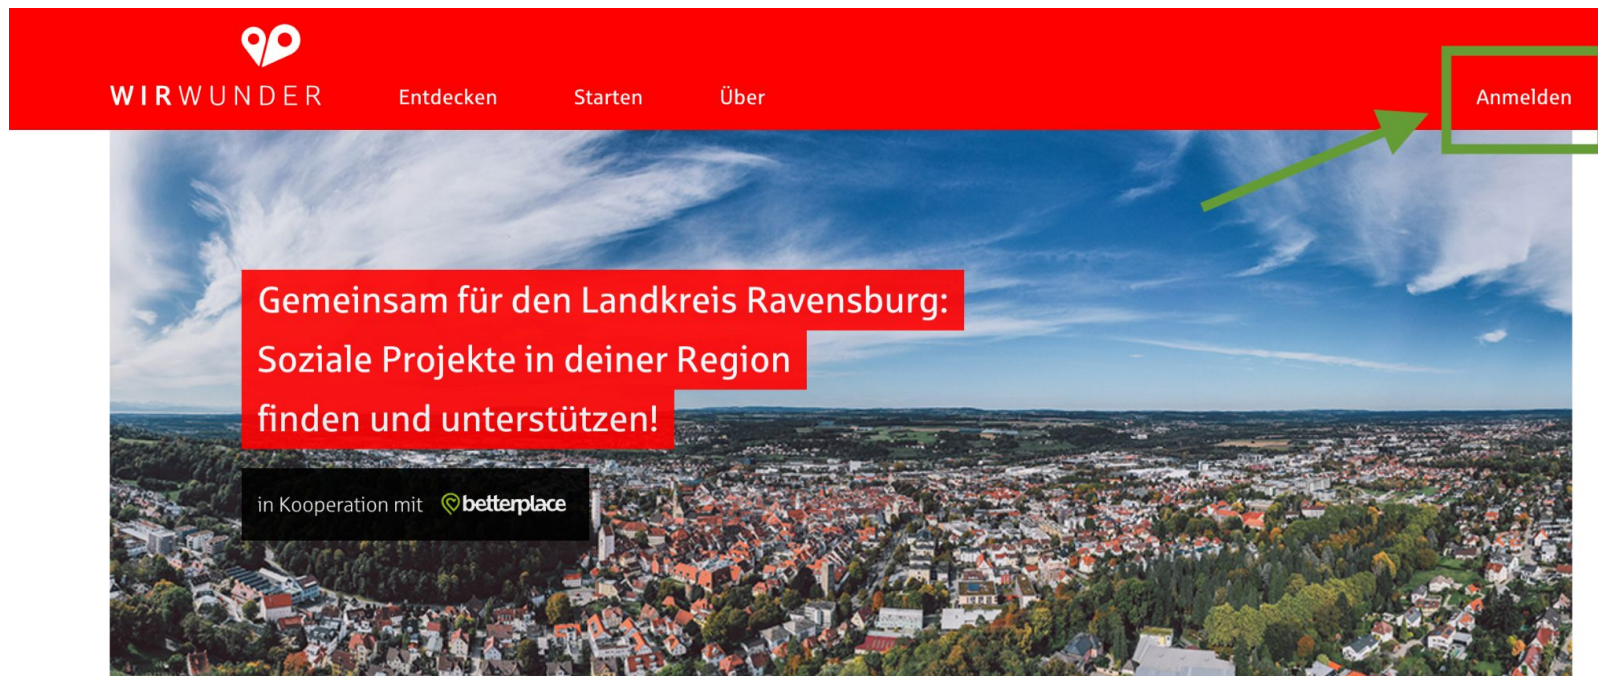 WIRWUNDER
Entdecken
Starten
Über
Anmelden
Gemeinsam für den Landkreis Ravensburg:
Soziale Projekte in deiner Region
finden und unterstützen!
in Kooperation mit betterplace